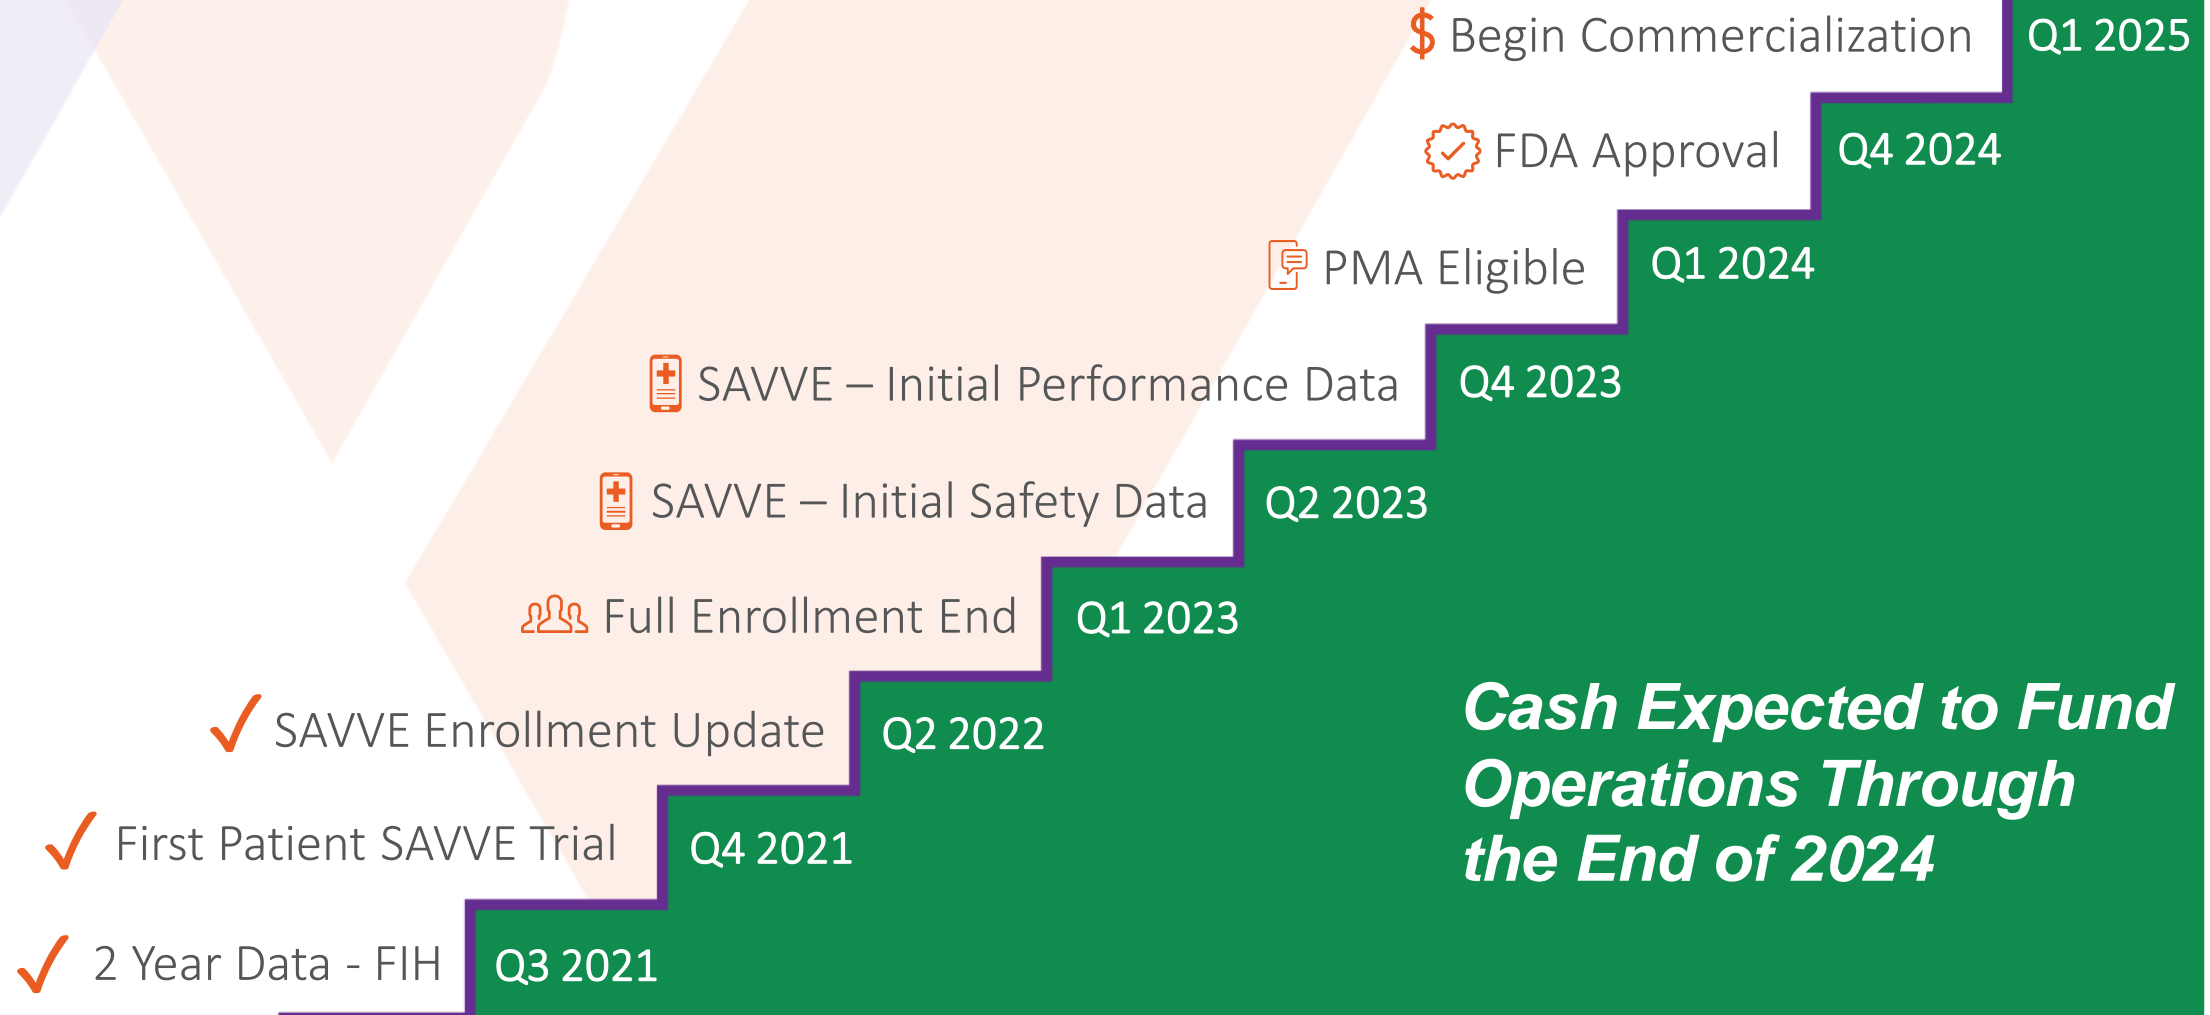 $ Begin Commercialization Q1 2025
FDA Approval Q4 2024
PMA Eligible Q1 2024
SAVVE – Initial Performance Data Q4 2023
SAVVE – Initial Safety Data Q2 2023
Full Enrollment End Q1 2023
SAVVE Enrollment Update Q2 2022
First Patient SAVVE Trial Q4 2021
2 Year Data - FIH Q3 2021
Cash Expected to Fund
Operations Through
the End of 2024